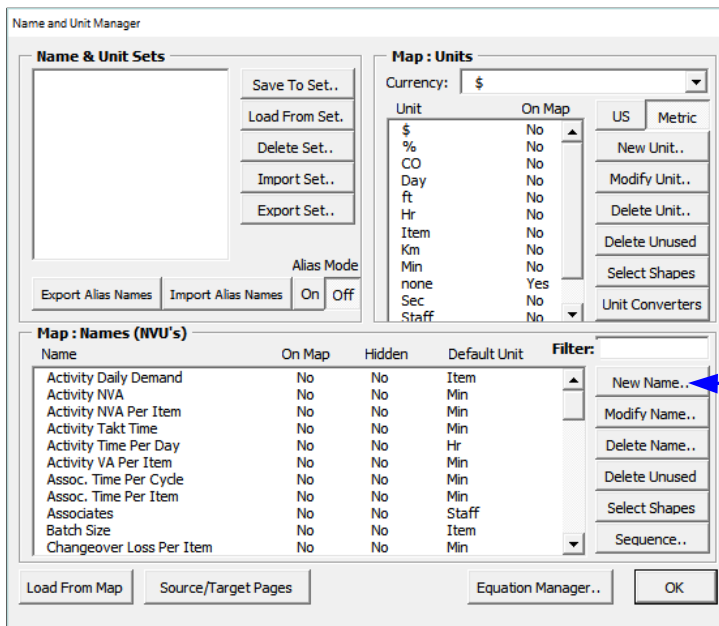 Name and Unit Manager
Name & Unit Sets
Save To Set..
Load From Set.
Delete Set..
Import Set..
Export Set..
Alias Mode
Export Alias Names Import Alias Names On Off
Map : Units
Currency: $
Unit On Map
$ No
% No
CO No
Day No
ft No
Hr No
Item No
Km No
Min No
none Yes
Sec No
Staff No
US Metric
New Unit..
Modify Unit..
Delete Unit..
Delete Unused
Select Shapes
Unit Converters
Map : Names (NVU's)
Filter:
Name On Map Hidden Default Unit
Activity Daily Demand No No Item
Activity NVA No No Min
Activity NVA Per Item No No Min
Activity Takt Time No No Min
Activity Time Per Day No No Hr
Activity VA Per Item No No Min
Assoc. Time Per Cycle No No Min
Assoc. Time Per Item No No Min
Associates No No Staff
Batch Size No No Item
Changeover Loss Per Item No No Min
New Name..
Modify Name..
Delete Name..
Delete Unused
Select Shapes
Sequence..
Load From Map Source/Target Pages Equation Manager.. OK